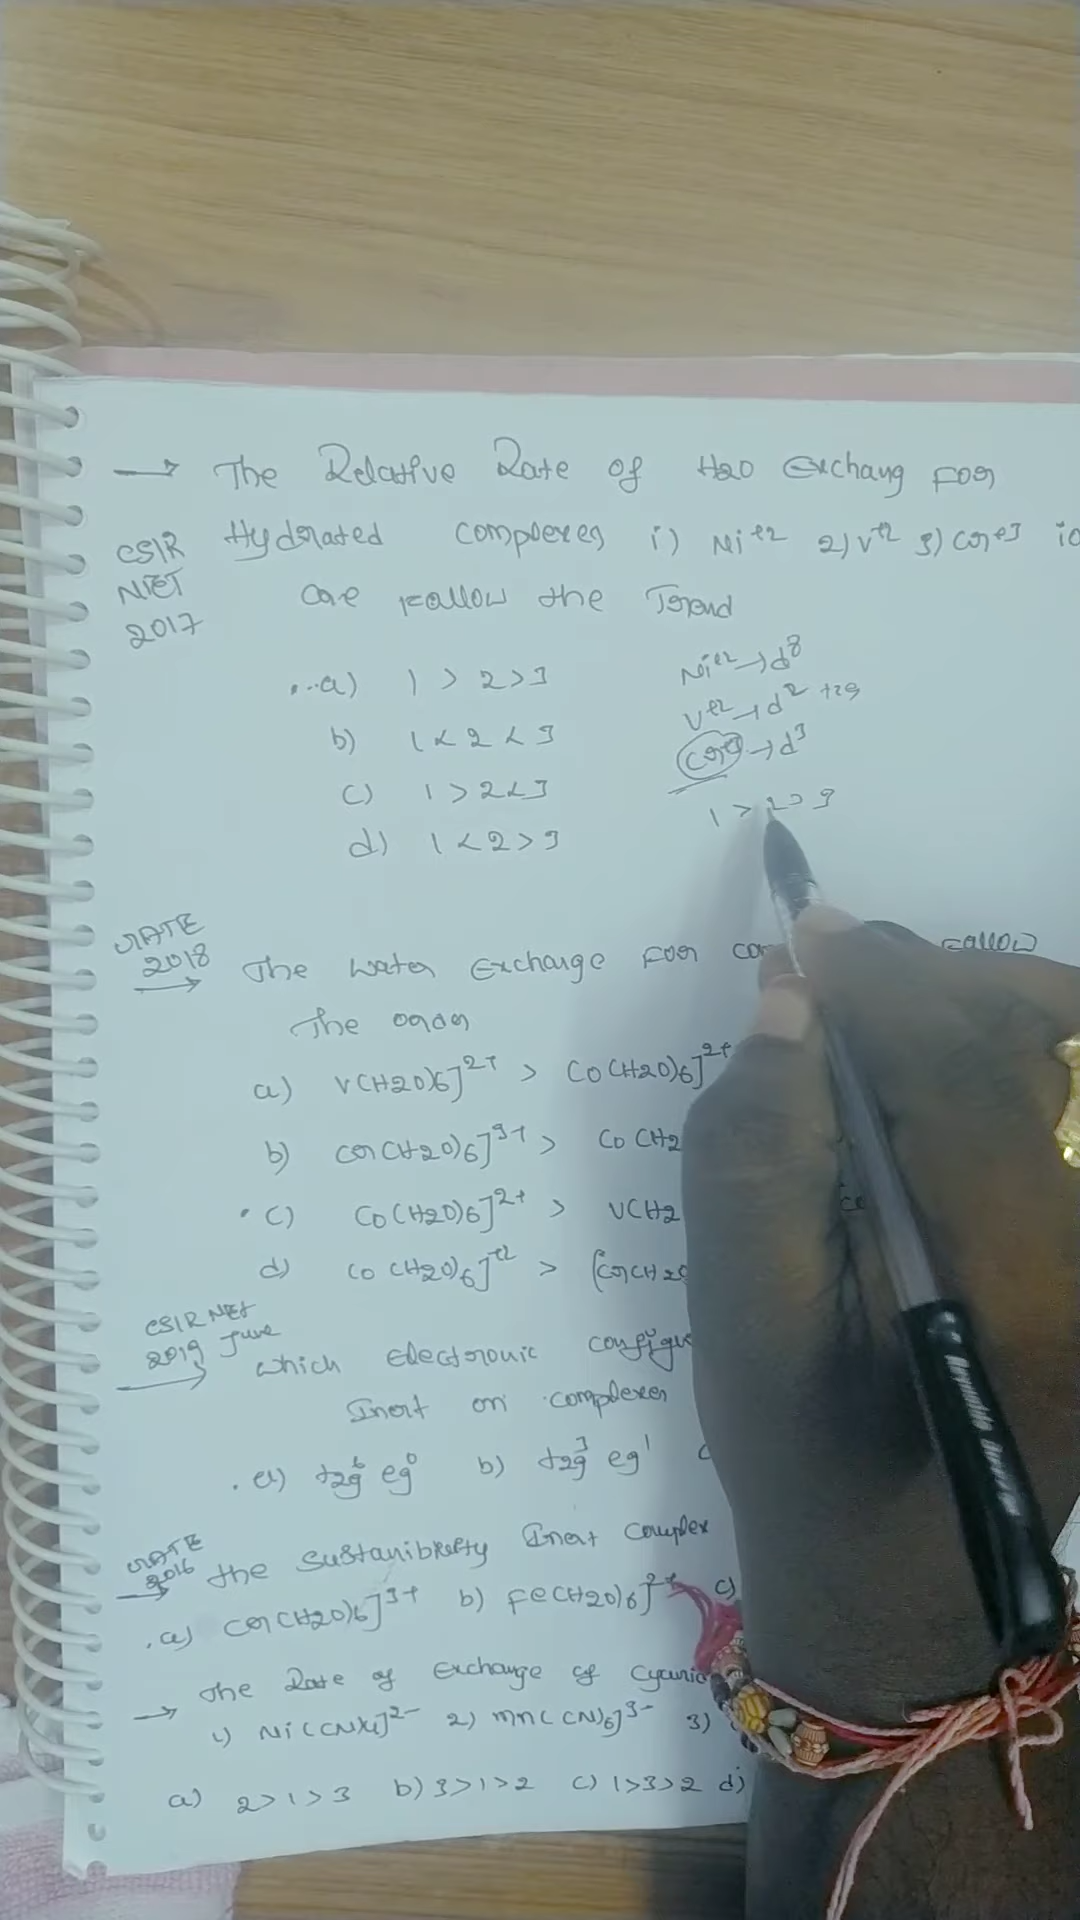 → The Relative Rate of H2O Exchang For
CSIR NET 2017
Hydrated complexes i) Ni+2 2) V+2 3) Cr+3 io
are Fallow the Trend
a) 1 > 2 > 3
b) 1 < 2 < 3
c) 1 > 2 < 3
d) 1 < 2 > 3
Ni+2 → d8
V+2 → d2 t2g
Cr+3 → d3
1 > 2 > 3
GATE 2018
→ The water Exchange For Fallow
The order
a) V(H2O)6]2+ > Co(H2O)6]2+
b) Cr(H2O)6]3+ > Co(H2
c) Co(H2O)6]2+ > V(H2
d) Co(H2O)6]+2 > [Cr(H2O
CSIR NET 2019 June
→ which Electronic configu
Inert on complexes
a) t2g6 eg0 b) t2g3 eg1
GATE 2016
→ the Inert Complex
a) Cr(H2O)6]3+ b) Fe(H2O)6]2+ c)
→ The Rate of Exchange of Cyani
1) Ni(CN)4]2- 2) Mn(CN)6]3- 3)
a) 2>1>3 b) 3>1>2 c) 1>3>2 d)